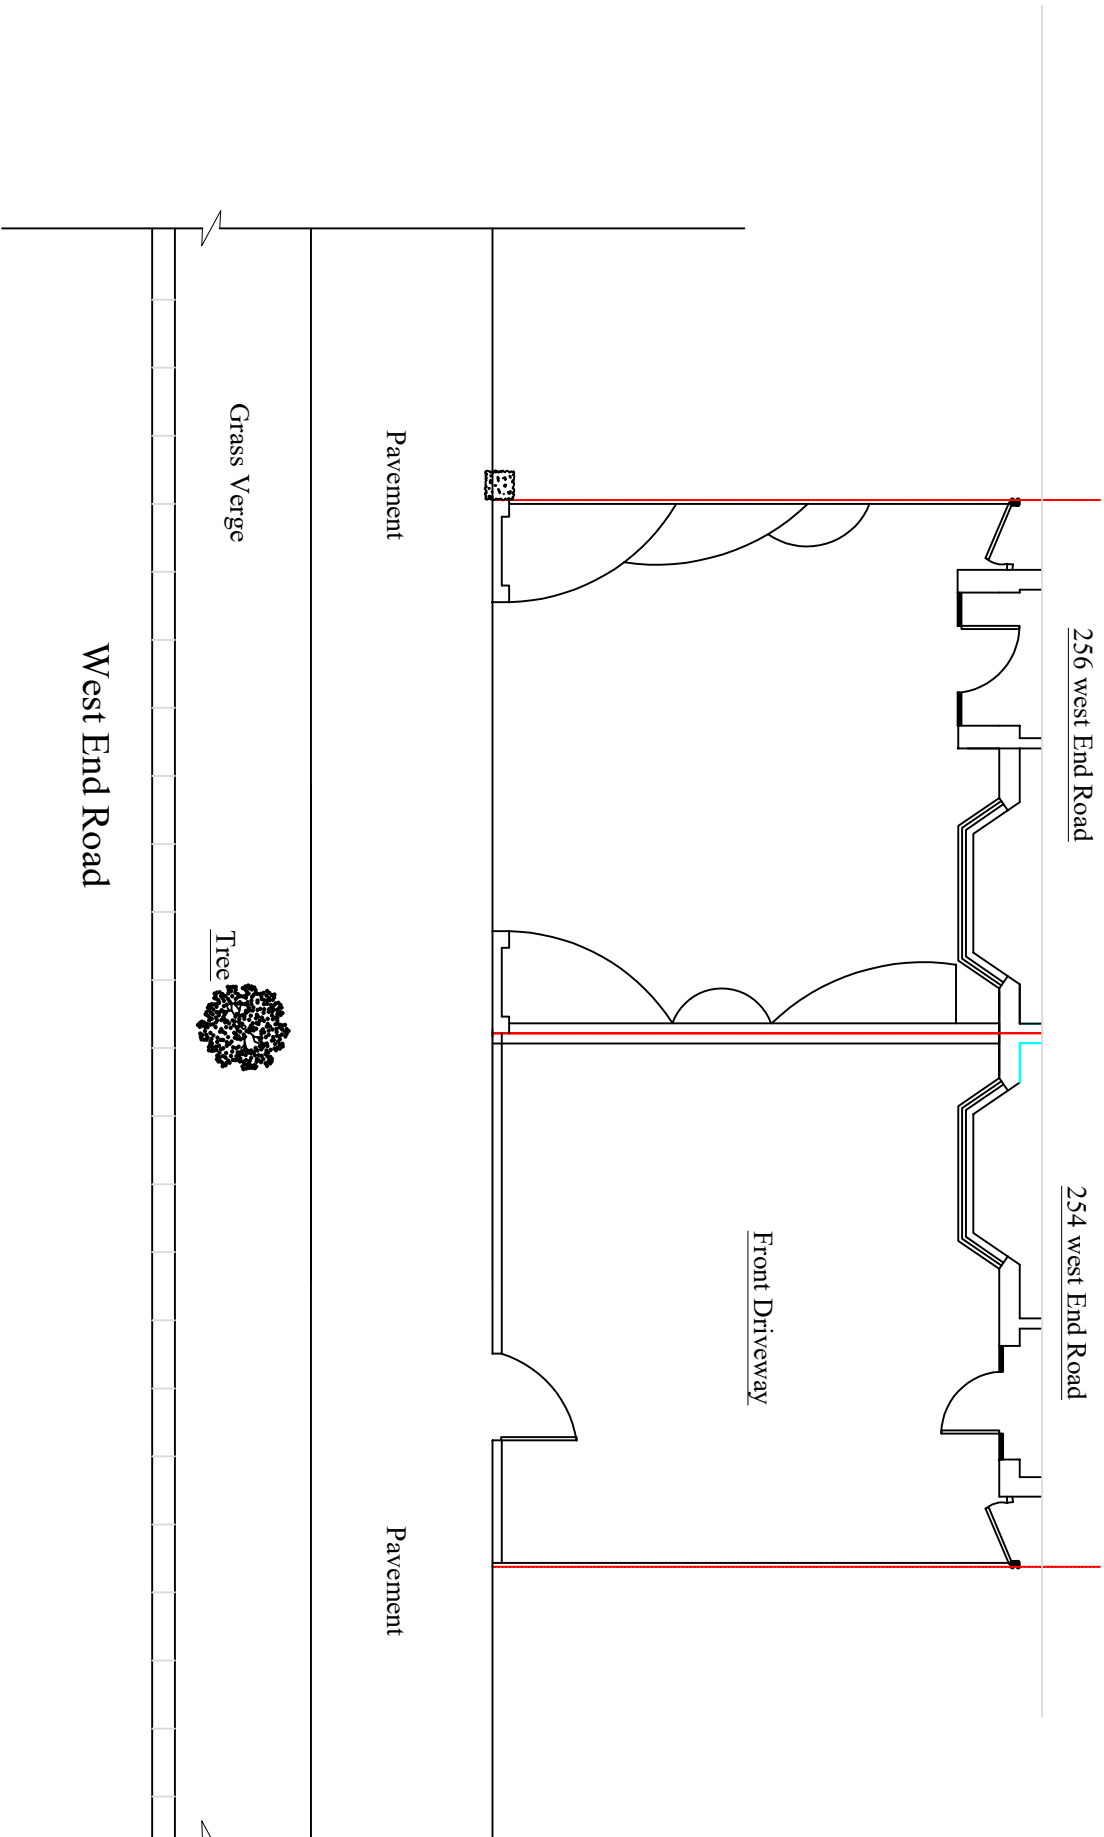 256 west End Road
254 west End Road
Front Driveway
Pavement
Pavement
Grass Verge
Tree
West End Road